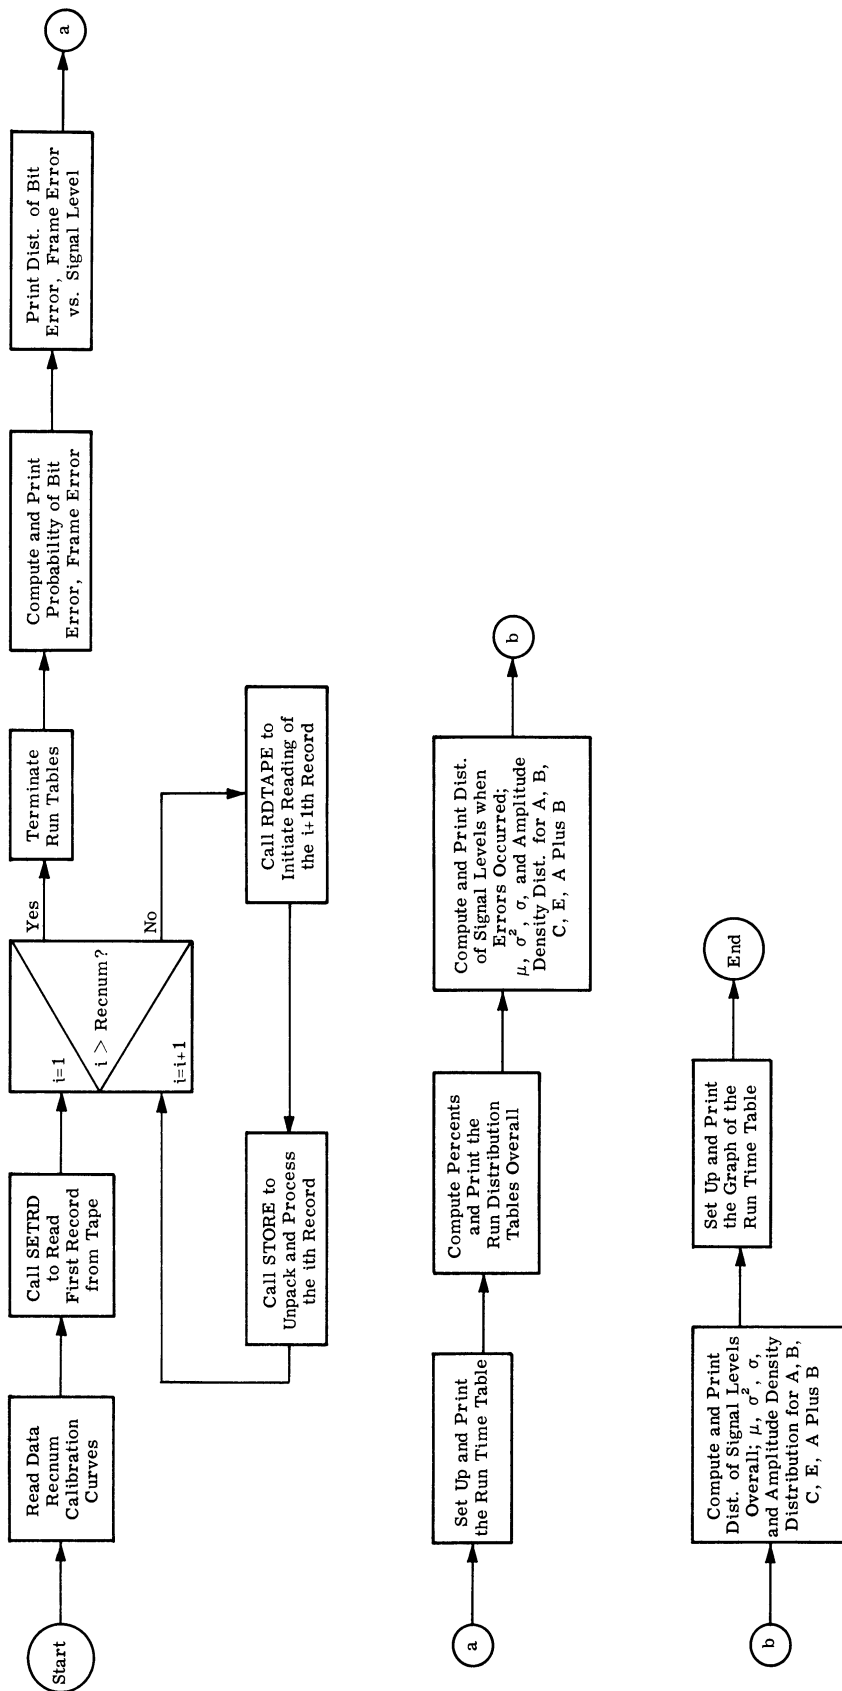 Start
Read Data
Recnum
Calibration
Curves
Call SETRD
to Read
First Record
from Tape
i=1
i > Recnum?
i=i+1
Yes
No
Terminate
Run Tables
Compute and Print
Probability of Bit
Error, Frame Error
Print Dist. of Bit
Error, Frame Error
vs. Signal Level
a
Call RDTAPE to
Initiate Reading of
the i+1th Record
Call STORE to
Unpack and Process
the ith Record
a
Set Up and Print
the Run Time Table
Compute Percents
and Print the
Run Distribution
Tables Overall
Compute and Print Dist.
of Signal Levels when
Errors Occurred;
μ, σ², σ, and Amplitude
Density Dist. for A, B,
C, E, A Plus B
b
b
Compute and Print
Dist. of Signal Levels
Overall; μ, σ², σ,
and Amplitude Density
Distribution for A, B,
C, E, A Plus B
Set Up and Print
the Graph of the
Run Time Table
End